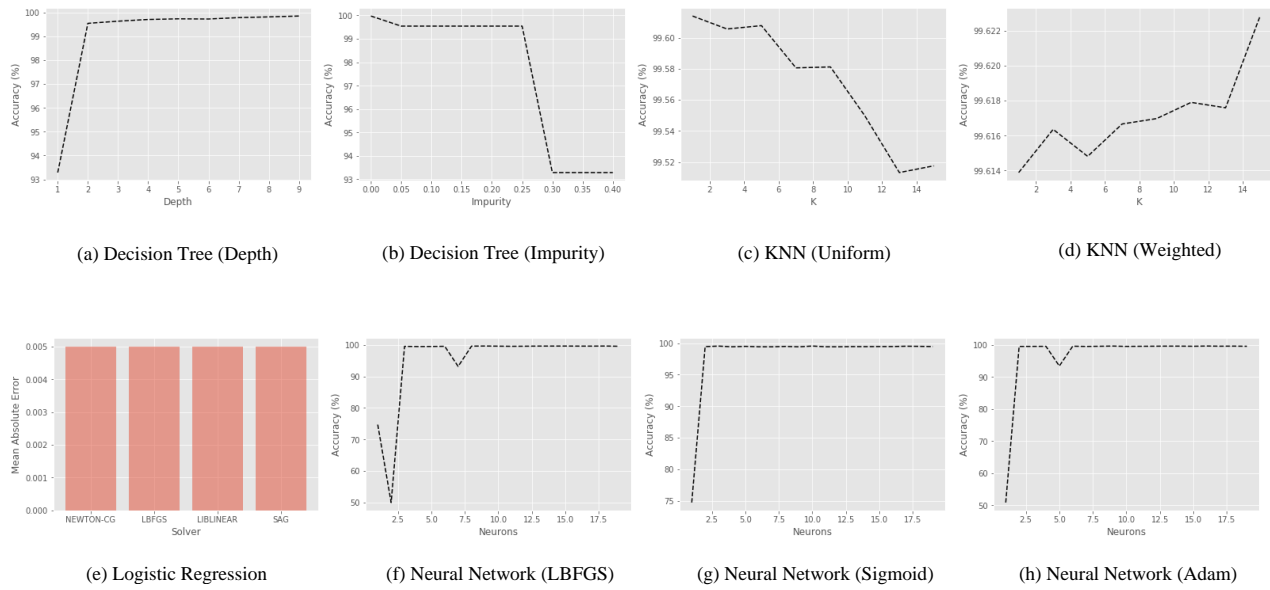 100
99
98
97
96
95
94
93
Accuracy (%)
1 2 3 4 5 6 7 8 9
Depth
(a) Decision Tree (Depth)
100
99
98
97
96
95
94
93
Accuracy (%)
0.00 0.05 0.10 0.15 0.20 0.25 0.30 0.35 0.40
Impurity
(b) Decision Tree (Impurity)
99.60
99.58
99.56
99.54
99.52
Accuracy (%)
2 4 6 8 10 12 14
K
(c) KNN (Uniform)
99.622
99.620
99.618
99.616
99.614
Accuracy (%)
2 4 6 8 10 12 14
K
(d) KNN (Weighted)
0.005
0.004
0.003
0.002
0.001
0.000
Mean Absolute Error
NEWTON-CG LBFGS LIBLINEAR SAG
Solver
(e) Logistic Regression
100
90
80
70
60
50
Accuracy (%)
2.5 5.0 7.5 10.0 12.5 15.0 17.5
Neurons
(f) Neural Network (LBFGS)
100
95
90
85
80
75
Accuracy (%)
2.5 5.0 7.5 10.0 12.5 15.0 17.5
Neurons
(g) Neural Network (Sigmoid)
100
90
80
70
60
50
Accuracy (%)
2.5 5.0 7.5 10.0 12.5 15.0 17.5
Neurons
(h) Neural Network (Adam)